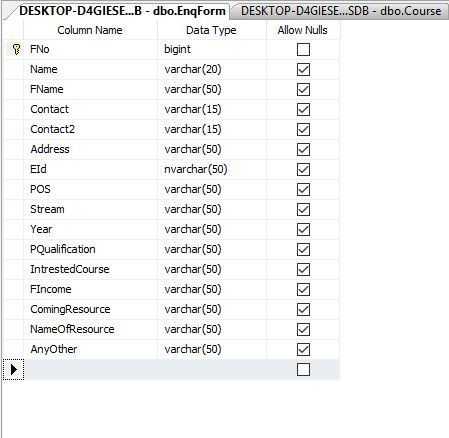 DESKTOP-D4GIESE...B - dbo.EnqForm DESKTOP-D4GIESE...SDB - dbo.Course
Column Name Data Type Allow Nulls
FNo bigint
Name varchar(20)
FName varchar(50)
Contact varchar(15)
Contact2 varchar(15)
Address varchar(50)
EId nvarchar(50)
POS varchar(50)
Stream varchar(50)
Year varchar(50)
PQualification varchar(50)
IntrestedCourse varchar(50)
FIncome varchar(50)
ComingResource varchar(50)
NameOfResource varchar(50)
AnyOther varchar(50)